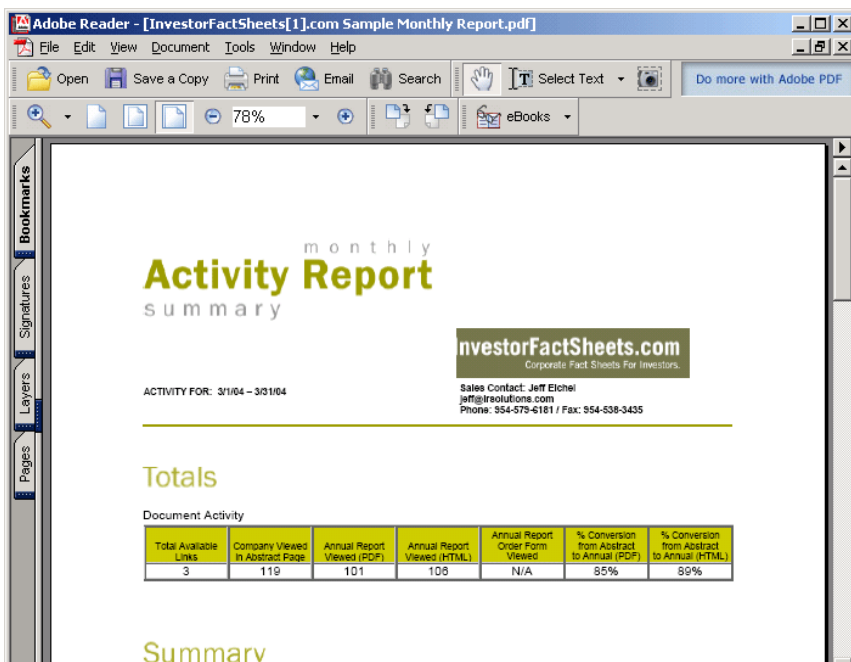 Adobe Reader - [InvestorFactSheets[1].com Sample Monthly Report.pdf]
File Edit View Document Tools Window Help
Open Save a Copy Print Email Search Select Text Do more with Adobe PDF
78% eBooks
Bookmarks
Signatures
Layers
Pages
monthly
Activity Report
summary
InvestorFactSheets.com
Corporate Fact Sheets For Investors.
ACTIVITY FOR: 3/1/04 – 3/31/04
Sales Contact: Jeff Eichel
jeff@irsolutions.com
Phone: 954-579-6181 / Fax: 954-538-3435
Totals
Document Activity
Total Available Links
Company Viewed in Abstract Page
Annual Report Viewed (PDF)
Annual Report Viewed (HTML)
Annual Report Order Form Viewed
% Conversion from Abstract to Annual (PDF)
% Conversion from Abstract to Annual (HTML)
3 119 101 106 N/A 85% 89%
Summary